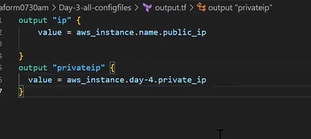 aform0730am > Day-3-all-configfiles > output.tf > output "privateip"
output "ip" {
value = aws_instance.name.public_ip
}
output "privateip" {
value = aws_instance.day-4.private_ip
}